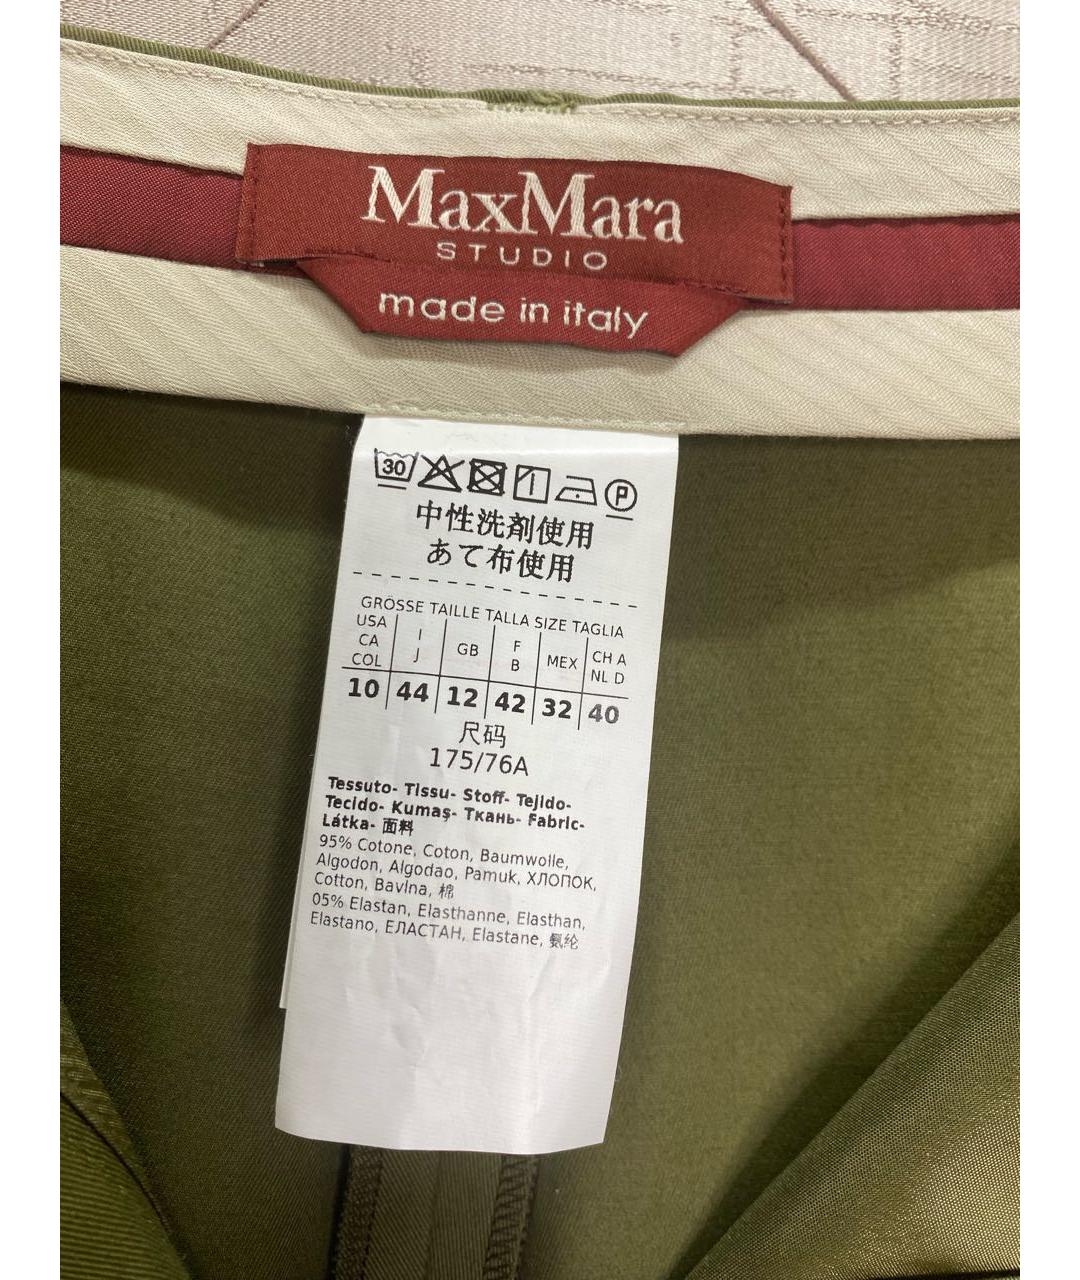 MaxMara
STUDIO
made in italy
30 P
中性洗剤使用
あて布使用
GRÖSSE TAILLE TALLA SIZE TAGLIA
USA CA COL I J GB F B MEX CH A NL D
10 44 12 42 32 40
尺码
175/76A
Tessuto- Tissu- Stoff- Tejido-
Tecido- Kumaş- Ткань- Fabric-
Látka- 面料
95% Cotone, Coton, Baumwolle,
Algodon, Algodao, Pamuk, ХЛОПОК,
Cotton, Bavlna, 棉
05% Elastan, Elasthanne, Elasthan,
Elastano, ЕЛАСТАН, Elastane, 氨纶